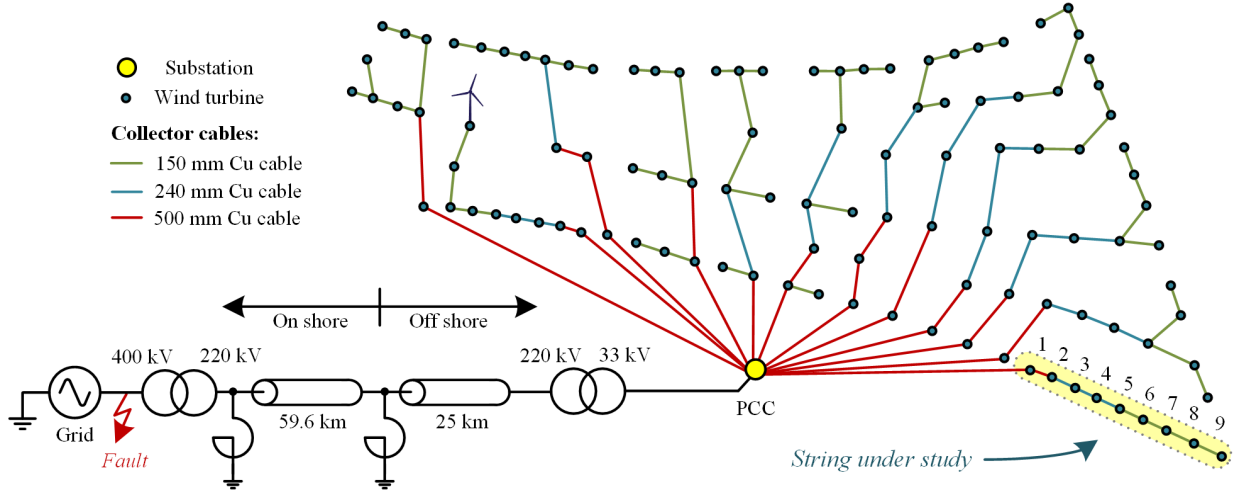 Substation
Wind turbine
Collector cables:
150 mm Cu cable
240 mm Cu cable
500 mm Cu cable
On shore
Off shore
400 kV
220 kV
220 kV
33 kV
59.6 km
25 km
Grid
Fault
PCC
1
2
3
4
5
6
7
8
9
String under study